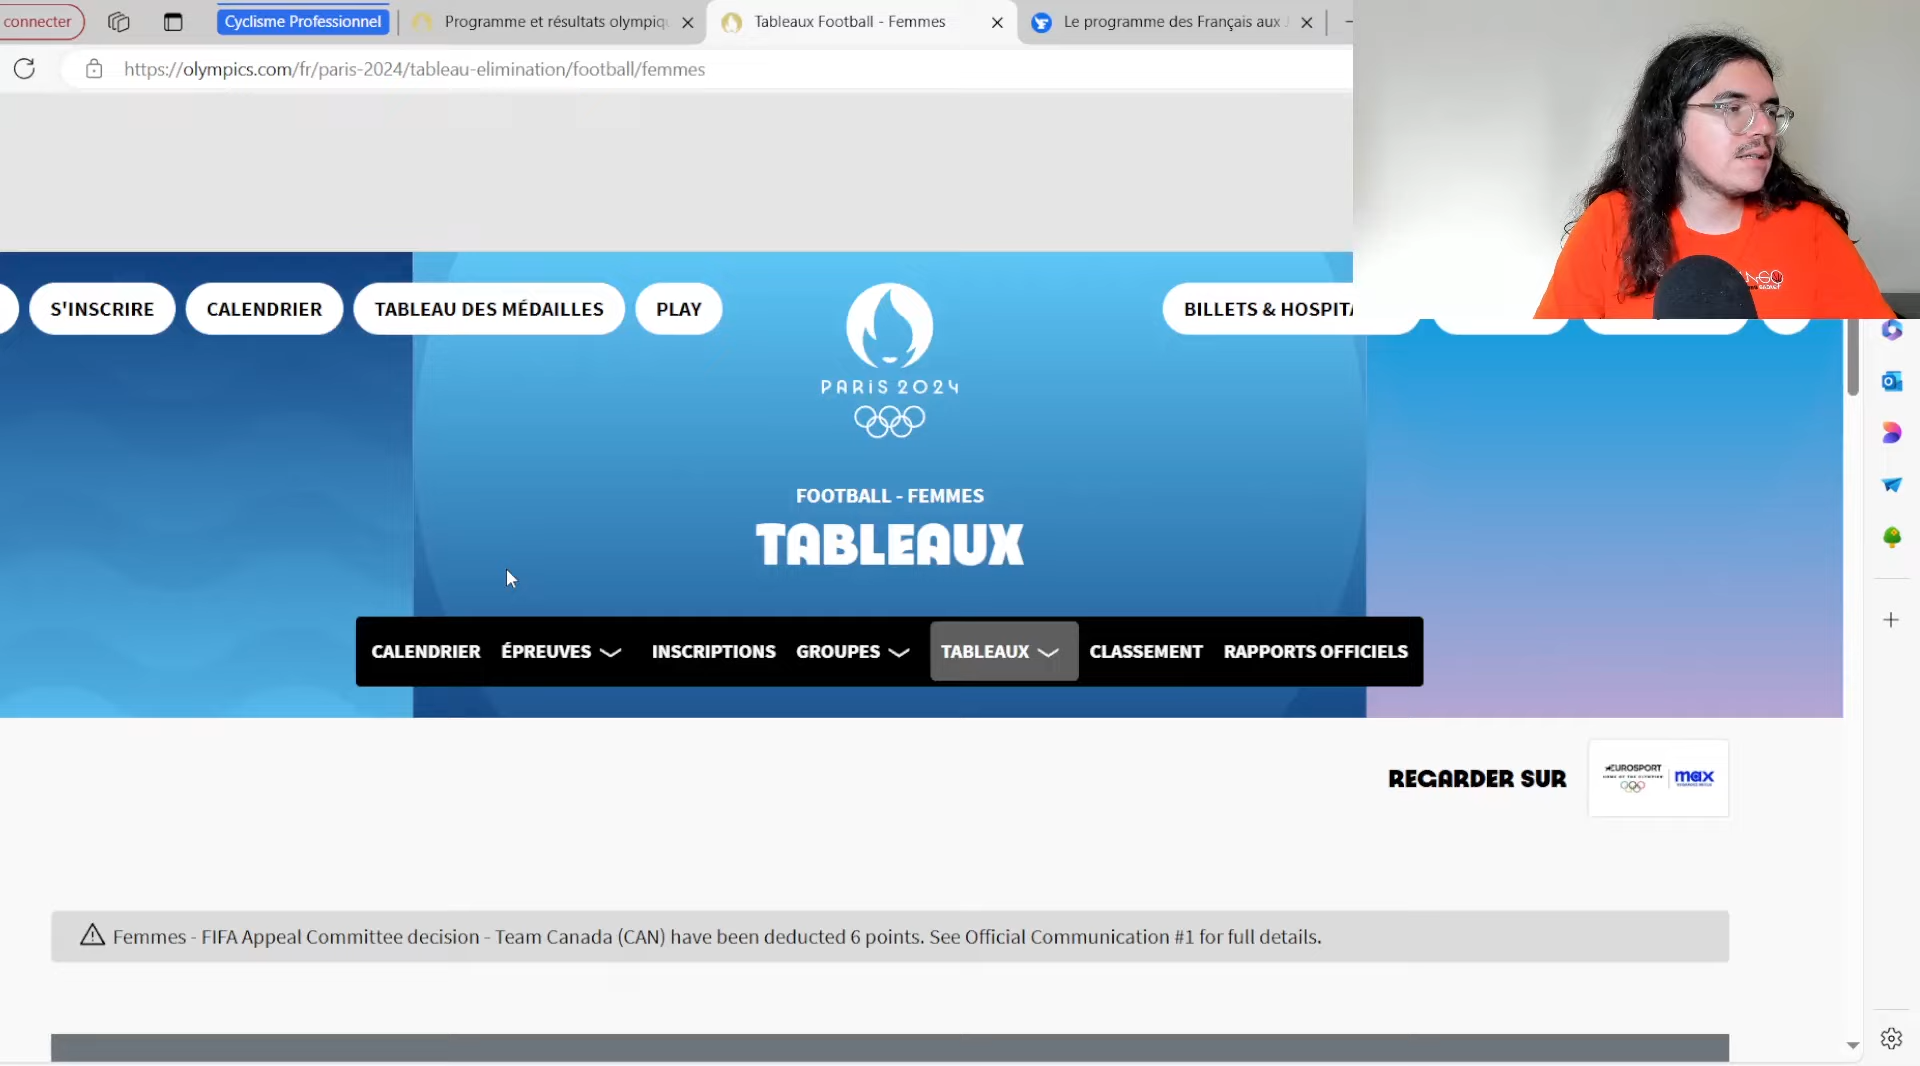 connecter
Cyclisme Professionnel
Programme et résultats olympiq
Tableaux Football - Femmes
Le programme des Français aux J
https://olympics.com/fr/paris-2024/tableau-elimination/football/femmes
S'INSCRIRE
CALENDRIER
TABLEAU DES MÉDAILLES
PLAY
BILLETS & HOSPITA
PARIS 2024
FOOTBALL - FEMMES
TABLEAUX
CALENDRIER
ÉPREUVES
INSCRIPTIONS
GROUPES
TABLEAUX
CLASSEMENT
RAPPORTS OFFICIELS
REGARDER SUR
EUROSPORT
max
Femmes - FIFA Appeal Committee decision - Team Canada (CAN) have been deducted 6 points. See Official Communication #1 for full details.